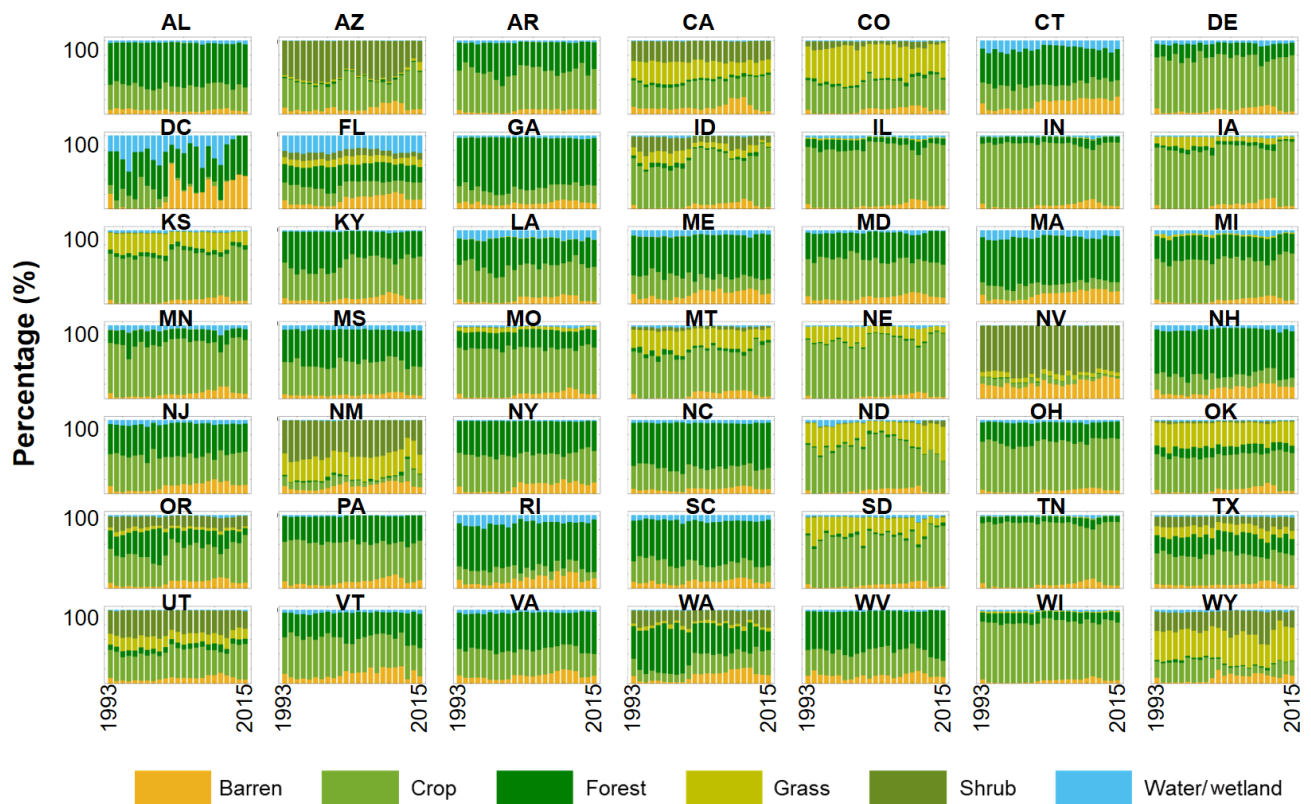 AL AZ AR CA CO CT DE
100
DC FL GA ID IL IN IA
100
KS KY LA ME MD MA MI
100
MN MS MO MT NE NV NH
100
NJ NM NY NC ND OH OK
100
OR PA RI SC SD TN TX
100
UT VT VA WA WV WI WY
100
Percentage (%)
1993 2015 1993 2015 1993 2015 1993 2015 1993 2015 1993 2015 1993 2015
Barren Crop Forest Grass Shrub Water/wetland